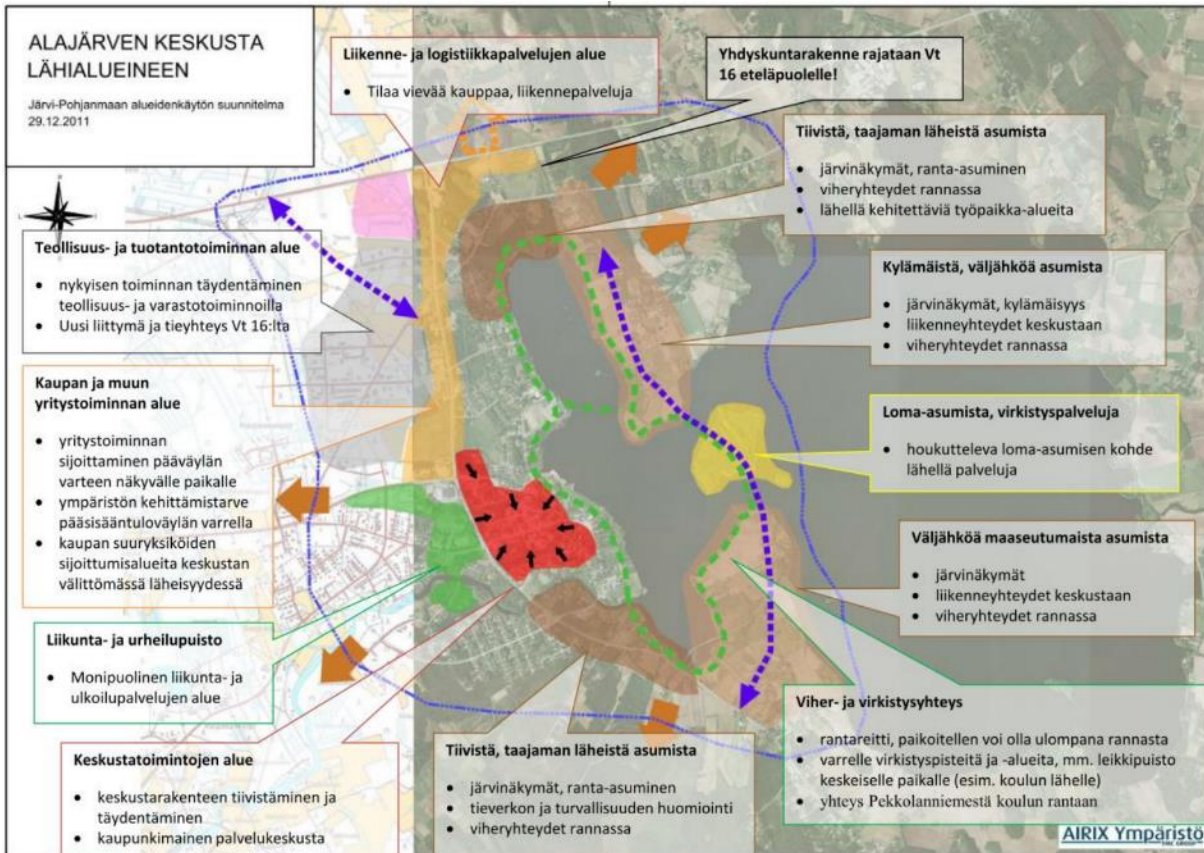 ALAJÄRVEN KESKUSTA
LÄHIALUEINEEN
Järvi-Pohjanmaan alueidenkäytön suunnitelma
29.12.2011
Liikenne- ja logistiikkapalvelujen alue
• Tilaa vievää kauppaa, liikennepalveluja
Yhdyskuntarakenne rajataan Vt
16 eteläpuolelle!
Tiivistä, taajaman läheistä asumista
• järvinäkymät, ranta-asuminen
• viheryhteydet rannassa
• lähellä kehitettäviä työpaikka-alueita
Teollisuus- ja tuotantotoiminnan alue
• nykyisen toiminnan täydentäminen
teollisuus- ja varastotoiminnoilla
• Uusi liittymä ja tieyhteys Vt 16:lta
Kylämäistä, väljähköä asumista
• järvinäkymät, kylämäisyys
• liikenneyhteydet keskustaan
• viheryhteydet rannassa
Kaupan ja muun
yritystoiminnan alue
• yritystoiminnan
sijoittaminen pääväylän
varteen näkyvälle paikalle
• ympäristön kehittämistarve
pääsisääntuloväylän varrella
• kaupan suuryksiköiden
sijoittumisalueita keskustan
välittömässä läheisyydessä
Loma-asumista, virkistyspalveluja
• houkutteleva loma-asumisen kohde
lähellä palveluja
Väljähköä maaseutumaista asumista
• järvinäkymät
• liikenneyhteydet keskustaan
• viheryhteydet rannassa
Liikunta- ja urheilupuisto
• Monipuolinen liikunta- ja
ulkoilupalvelujen alue
Keskustatoimintojen alue
• keskustarakenteen tiivistäminen ja
täydentäminen
• kaupunkimainen palvelukeskusta
Tiivistä, taajaman läheistä asumista
• järvinäkymät, ranta-asuminen
• tieverkon ja turvallisuuden huomiointi
• viheryhteydet rannassa
Viher- ja virkistysyhteys
• rantareitti, paikoitellen voi olla ulompana rannasta
• varrelle virkistyspisteitä ja -alueita, mm. leikkipuisto
keskeiselle paikalle (esim. koulun lähelle)
• yhteys Pekkolanniemestä koulun rantaan
AIRIX Ympäristö